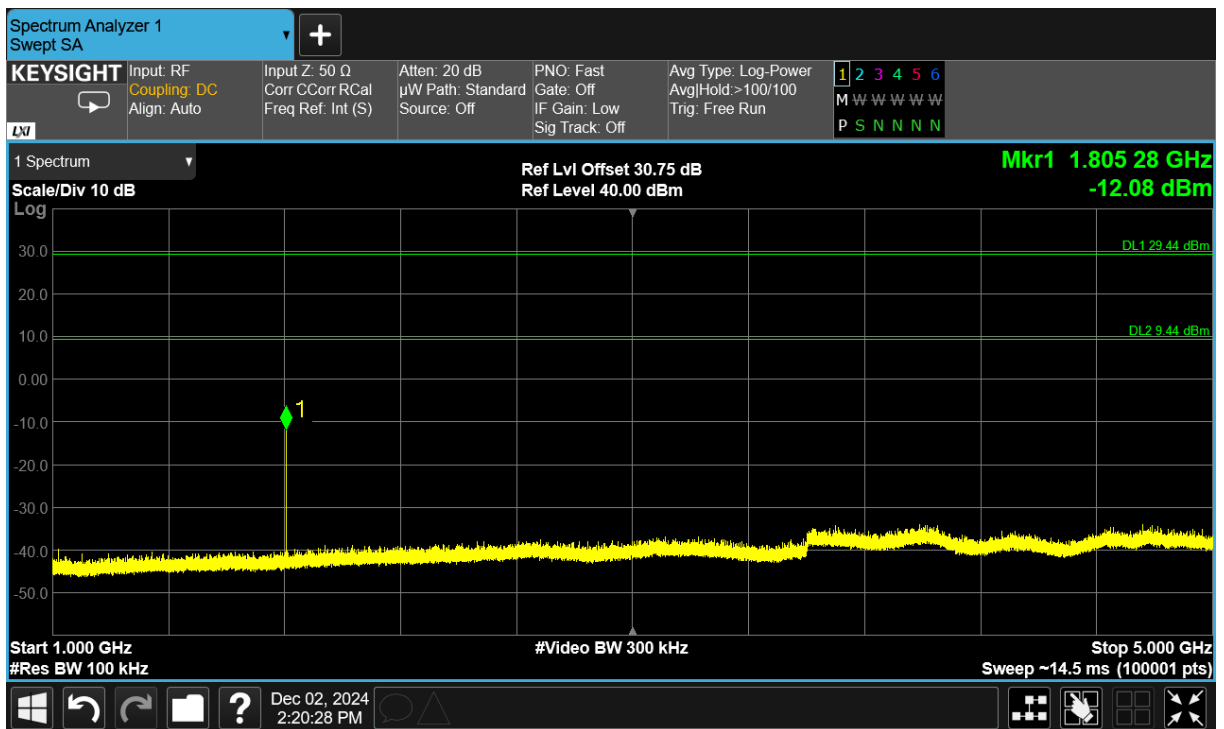 Spectrum Analyzer 1
Swept SA
+
KEYSIGHT
LXI
Input: RF
Coupling: DC
Align: Auto
Input Z: 50 Ω
Corr CCorr RCal
Freq Ref: Int (S)
Atten: 20 dB
µW Path: Standard
Source: Off
PNO: Fast
Gate: Off
IF Gain: Low
Sig Track: Off
Avg Type: Log-Power
Avg|Hold:>100/100
Trig: Free Run
1 2 3 4 5 6
M W W W W W
P S N N N N
1 Spectrum
Scale/Div 10 dB
Ref Lvl Offset 30.75 dB
Ref Level 40.00 dBm
Mkr1 1.805 28 GHz
-12.08 dBm
Log
30.0
DL1 29.44 dBm
20.0
10.0
DL2 9.44 dBm
0.00
1
-10.0
-20.0
-30.0
-40.0
-50.0
Start 1.000 GHz
#Video BW 300 kHz
Stop 5.000 GHz
#Res BW 100 kHz
Sweep ~14.5 ms (100001 pts)
?
Dec 02, 2024
2:20:28 PM